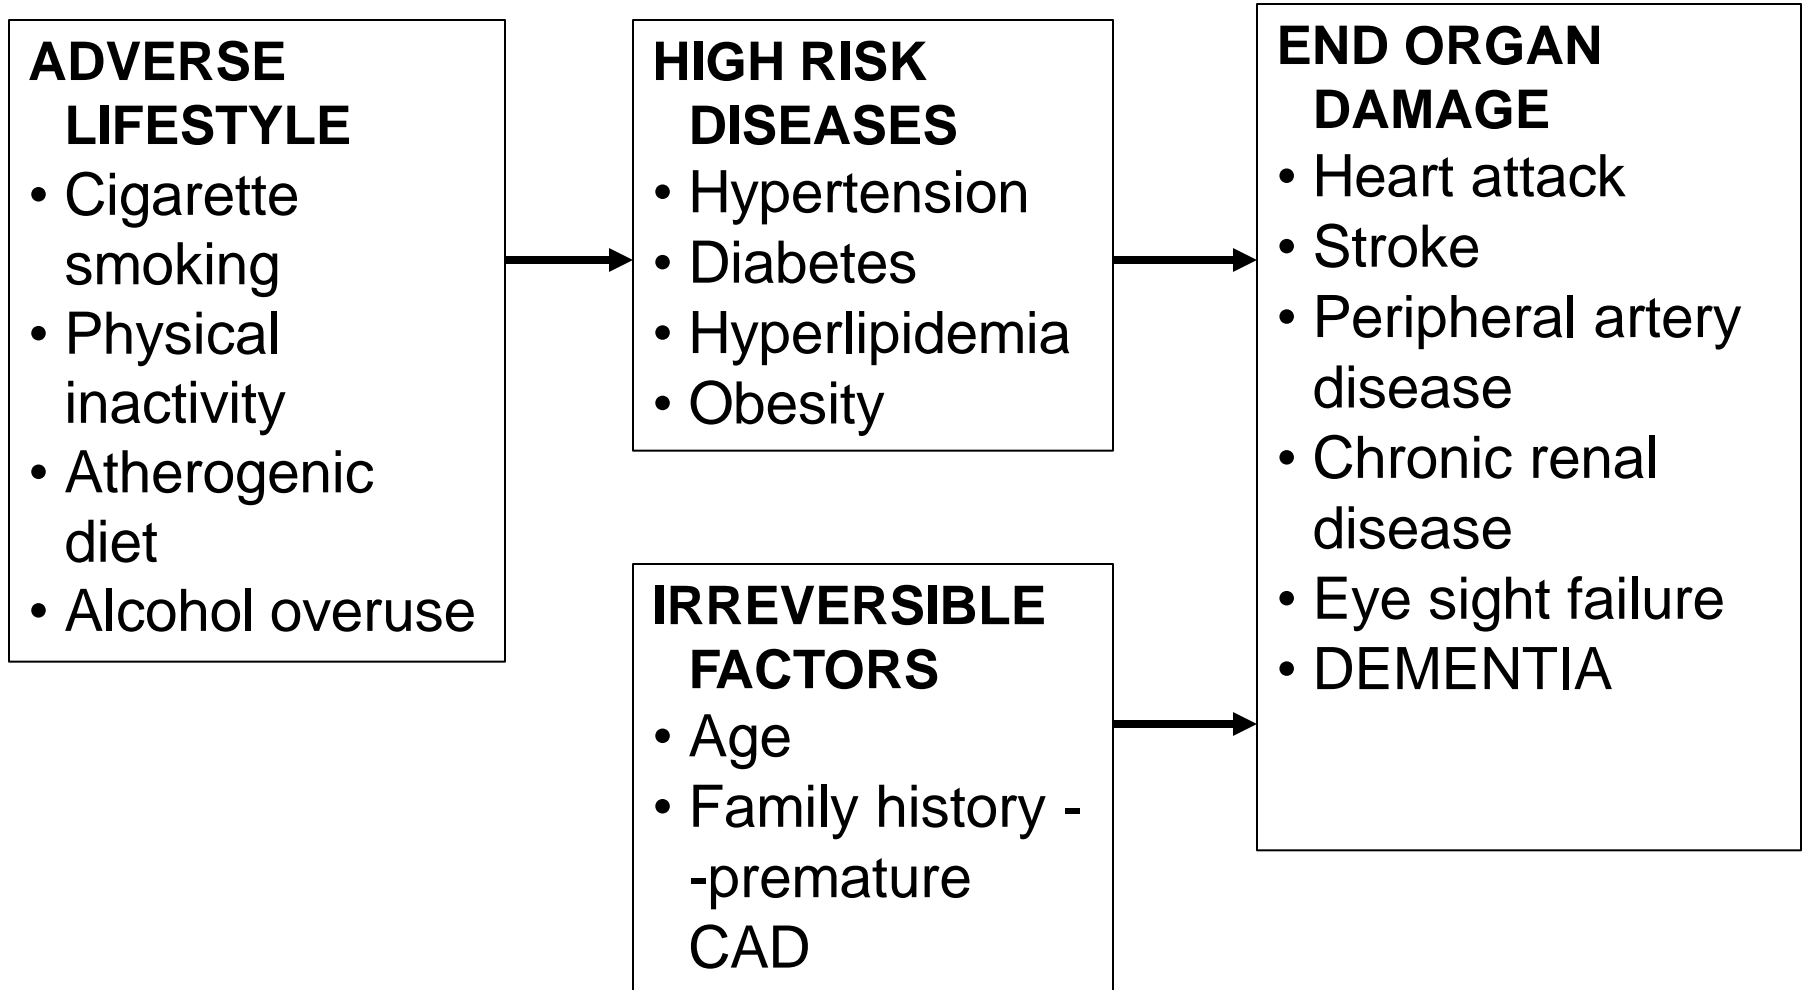 ADVERSE
LIFESTYLE
• Cigarette
smoking
• Physical
inactivity
• Atherogenic
diet
• Alcohol overuse
HIGH RISK
DISEASES
• Hypertension
• Diabetes
• Hyperlipidemia
• Obesity
IRREVERSIBLE
FACTORS
• Age
• Family history -
-premature
CAD
END ORGAN
DAMAGE
• Heart attack
• Stroke
• Peripheral artery
disease
• Chronic renal
disease
• Eye sight failure
• DEMENTIA